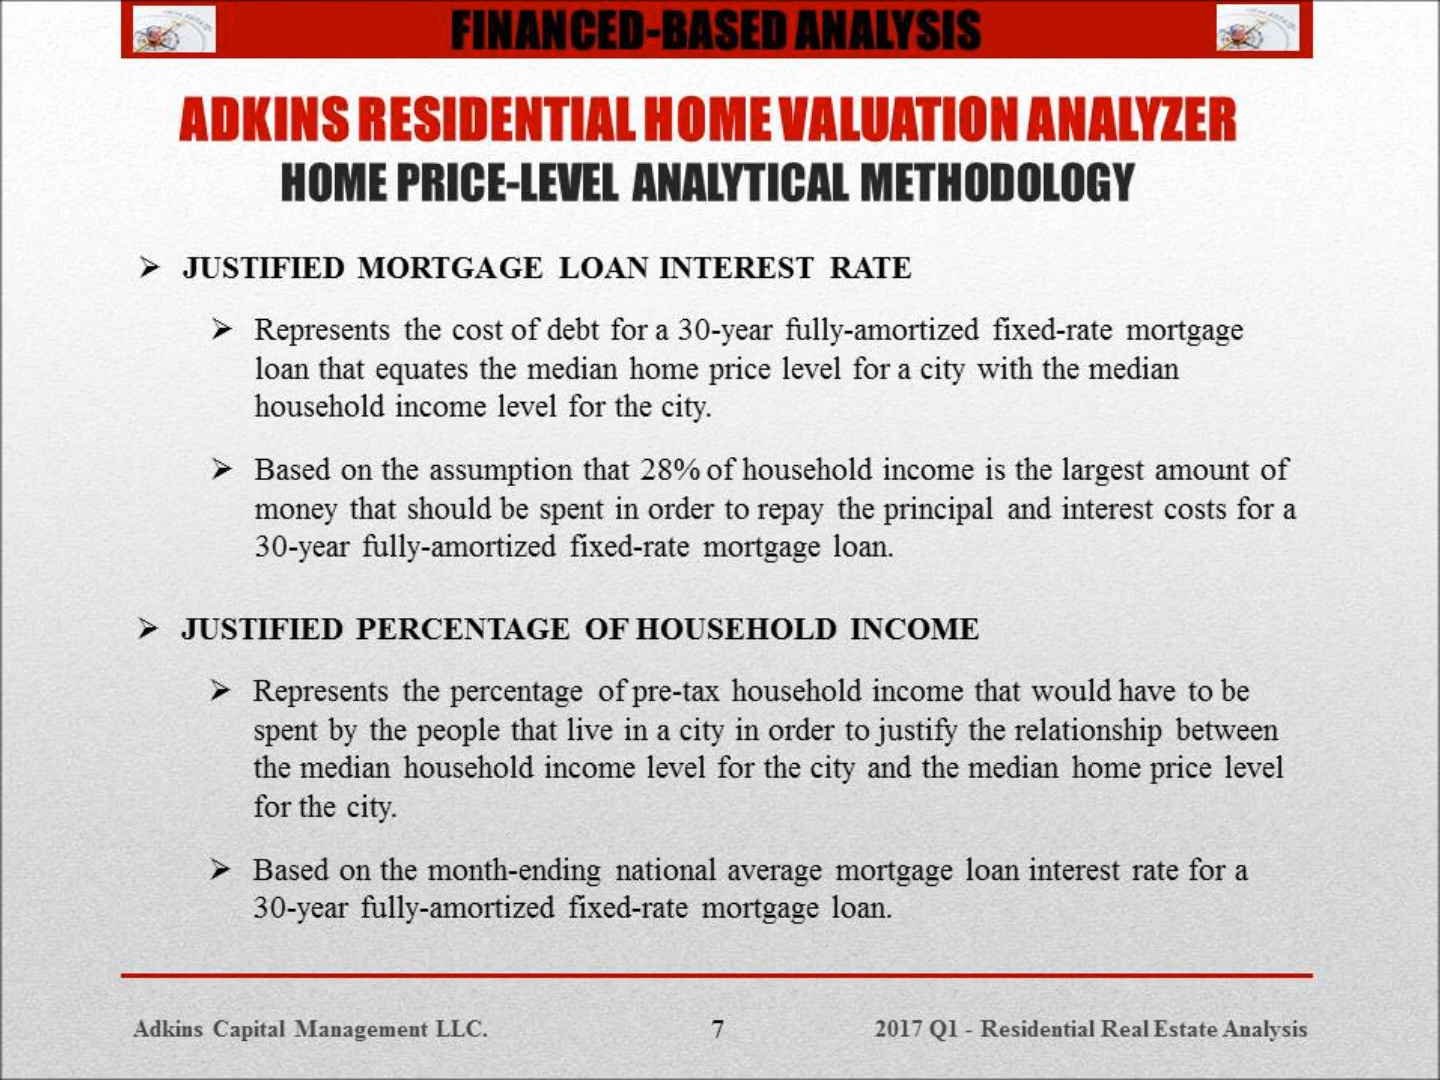 FINANCED-BASED ANALYSIS
ADKINS RESIDENTIAL HOME VALUATION ANALYZER
HOME PRICE-LEVEL ANALYTICAL METHODOLOGY
➢ JUSTIFIED MORTGAGE LOAN INTEREST RATE
➢ Represents the cost of debt for a 30-year fully-amortized fixed-rate mortgage
loan that equates the median home price level for a city with the median
household income level for the city.
➢ Based on the assumption that 28% of household income is the largest amount of
money that should be spent in order to repay the principal and interest costs for a
30-year fully-amortized fixed-rate mortgage loan.
➢ JUSTIFIED PERCENTAGE OF HOUSEHOLD INCOME
➢ Represents the percentage of pre-tax household income that would have to be
spent by the people that live in a city in order to justify the relationship between
the median household income level for the city and the median home price level
for the city.
➢ Based on the month-ending national average mortgage loan interest rate for a
30-year fully-amortized fixed-rate mortgage loan.
Adkins Capital Management LLC.
7
2017 Q1 - Residential Real Estate Analysis